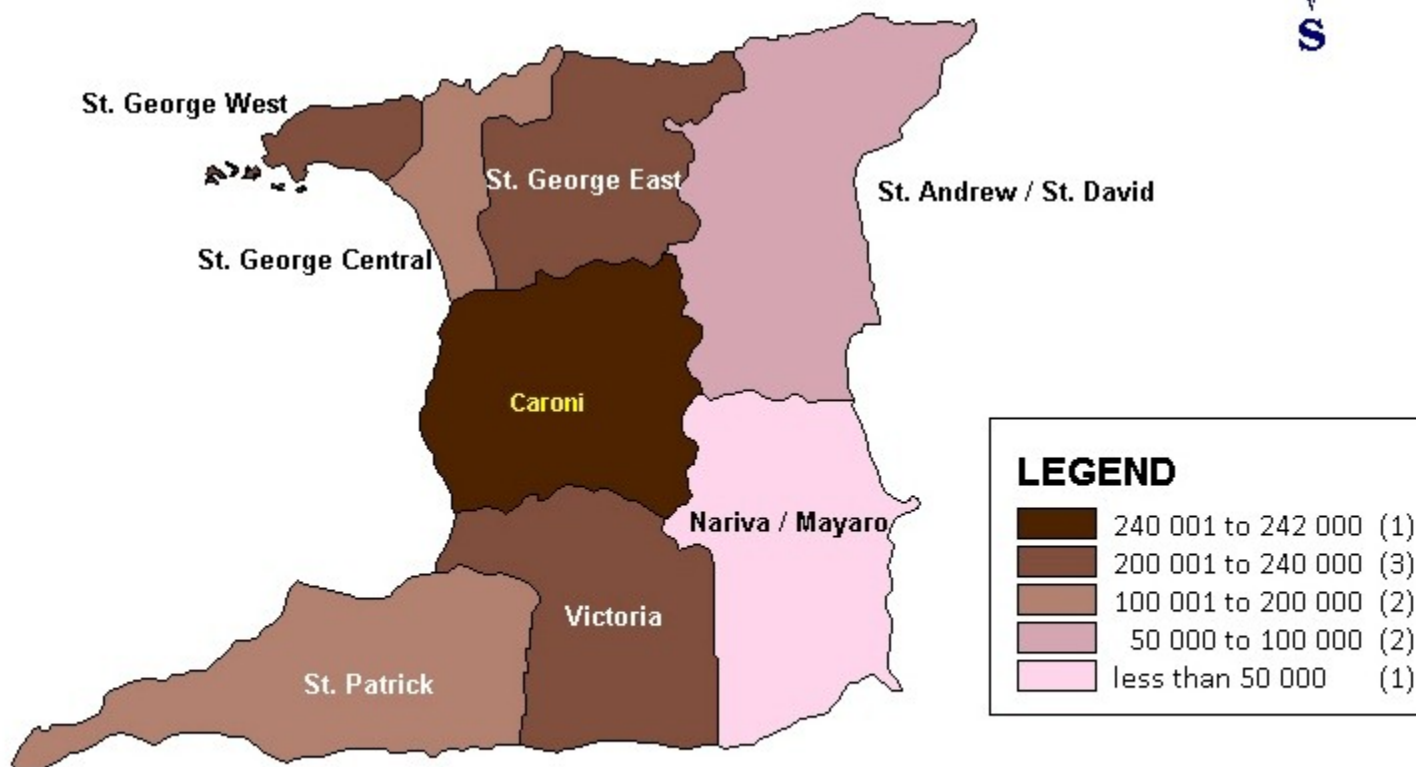 S
St. George West
St. George East
St. Andrew / St. David
St. George Central
Caroni
LEGEND
240 001 to 242 000 (1)
200 001 to 240 000 (3)
100 001 to 200 000 (2)
50 000 to 100 000 (2)
less than 50 000 (1)
Nariva / Mayaro
Victoria
St. Patrick